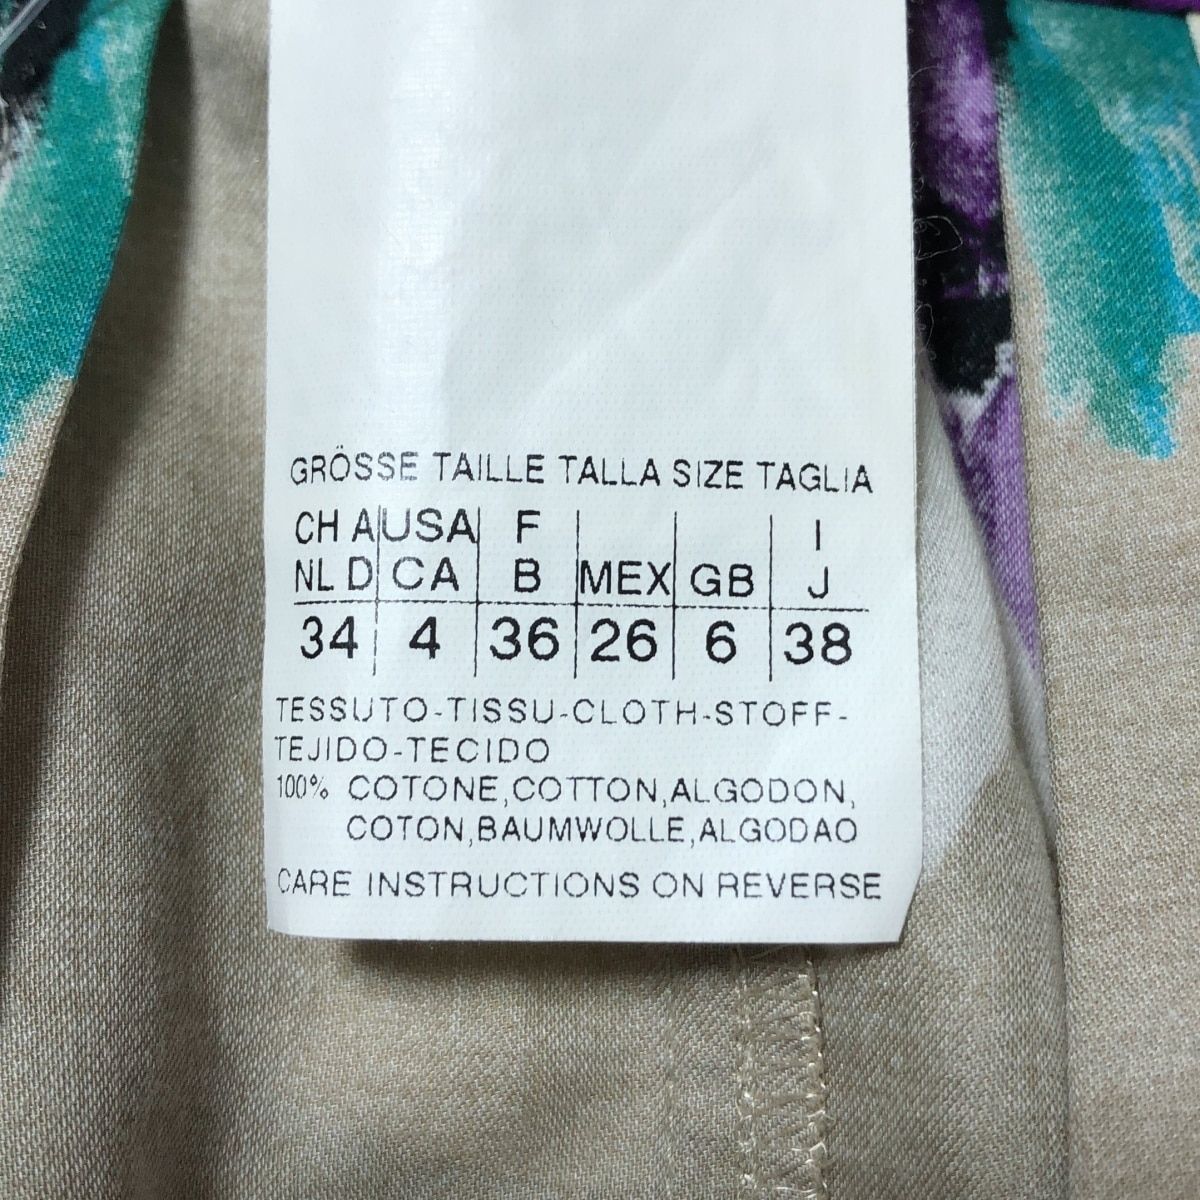 GRÖSSE TAILLE TALLA SIZE TAGLIA
CH A USA F I
NL D CA B MEX GB J
34 4 36 26 6 38
TESSUTO-TISSU-CLOTH-STOFF-
TEJIDO-TECIDO
100% COTONE,COTTON,ALGODON,
COTON,BAUMWOLLE,ALGODAO
CARE INSTRUCTIONS ON REVERSE